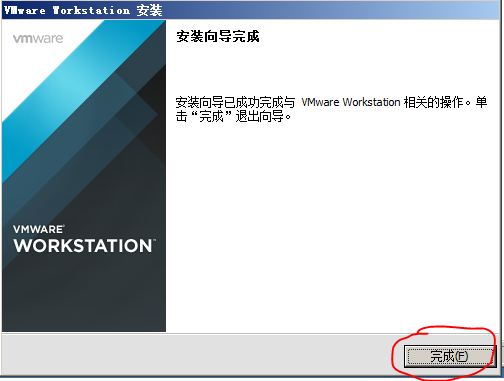 VMware Workstation 安装
vmware
安装向导完成
安装向导已成功完成与 VMware Workstation 相关的操作。单
击“完成”退出向导。
VMWARE®
WORKSTATION™
完成(F)